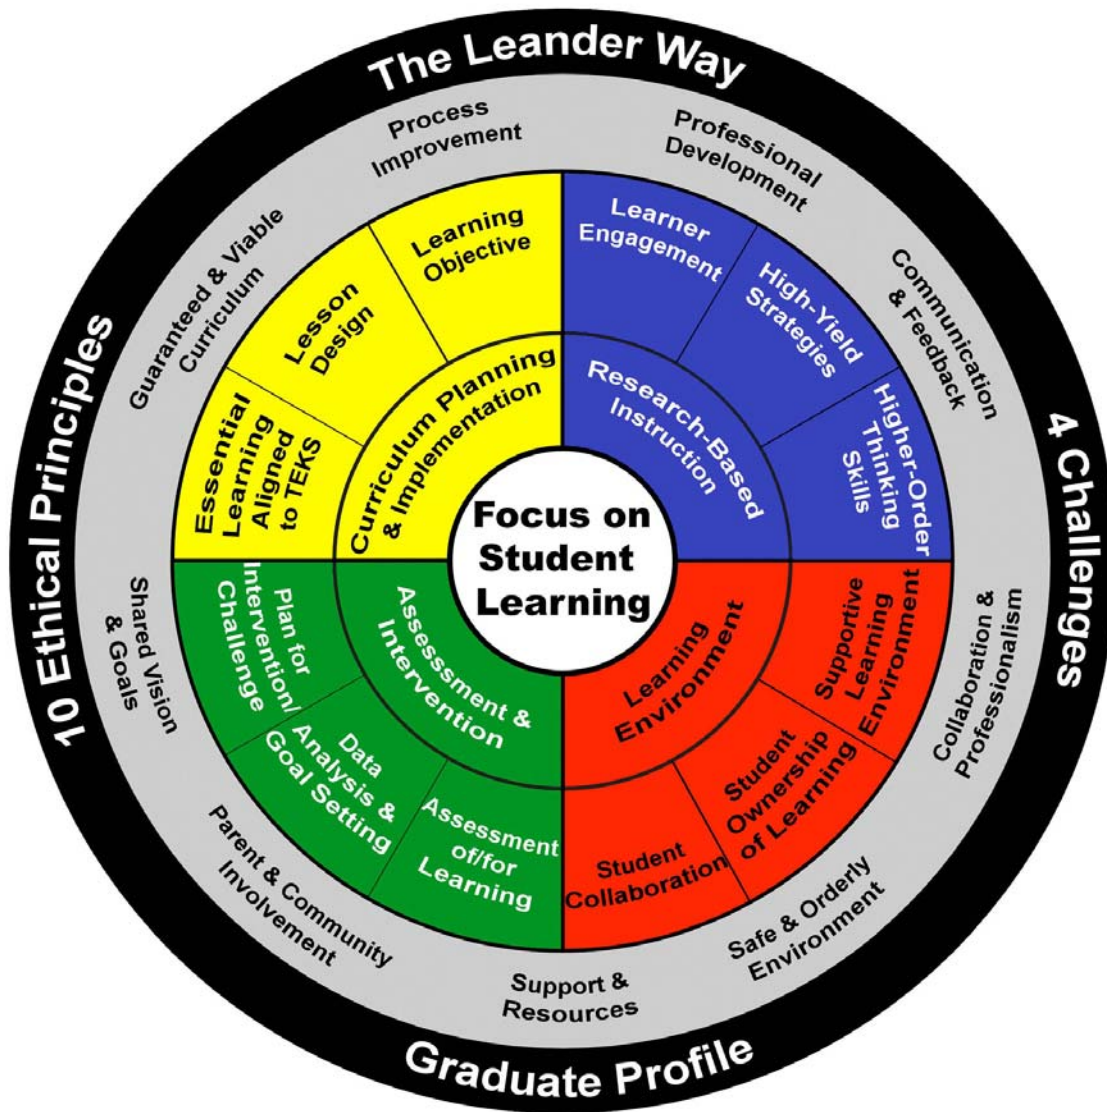 The Leander Way
4 Challenges
Graduate Profile
10 Ethical Principles
Process
Improvement
Professional
Development
Communication
& Feedback
Collaboration &
Professionalism
Safe & Orderly
Environment
Support &
Resources
Parent & Community
Involvement
Shared Vision
& Goals
Guaranteed & Viable
Curriculum
Learning
Objective
Lesson
Design
Essential
Learning
Aligned
to TEKS
Curriculum Planning
& Implementation
Learner
Engagement
High-Yield
Strategies
Higher-Order
Thinking
Skills
Research-Based
Instruction
Supportive
Learning
Environment
Student
Ownership
of Learning
Student
Collaboration
Learning
Environment
Assessment
of/for
Learning
Data
Analysis &
Goal Setting
Plan for
Intervention/
Challenge
Assessment &
Intervention
Focus on
Student
Learning